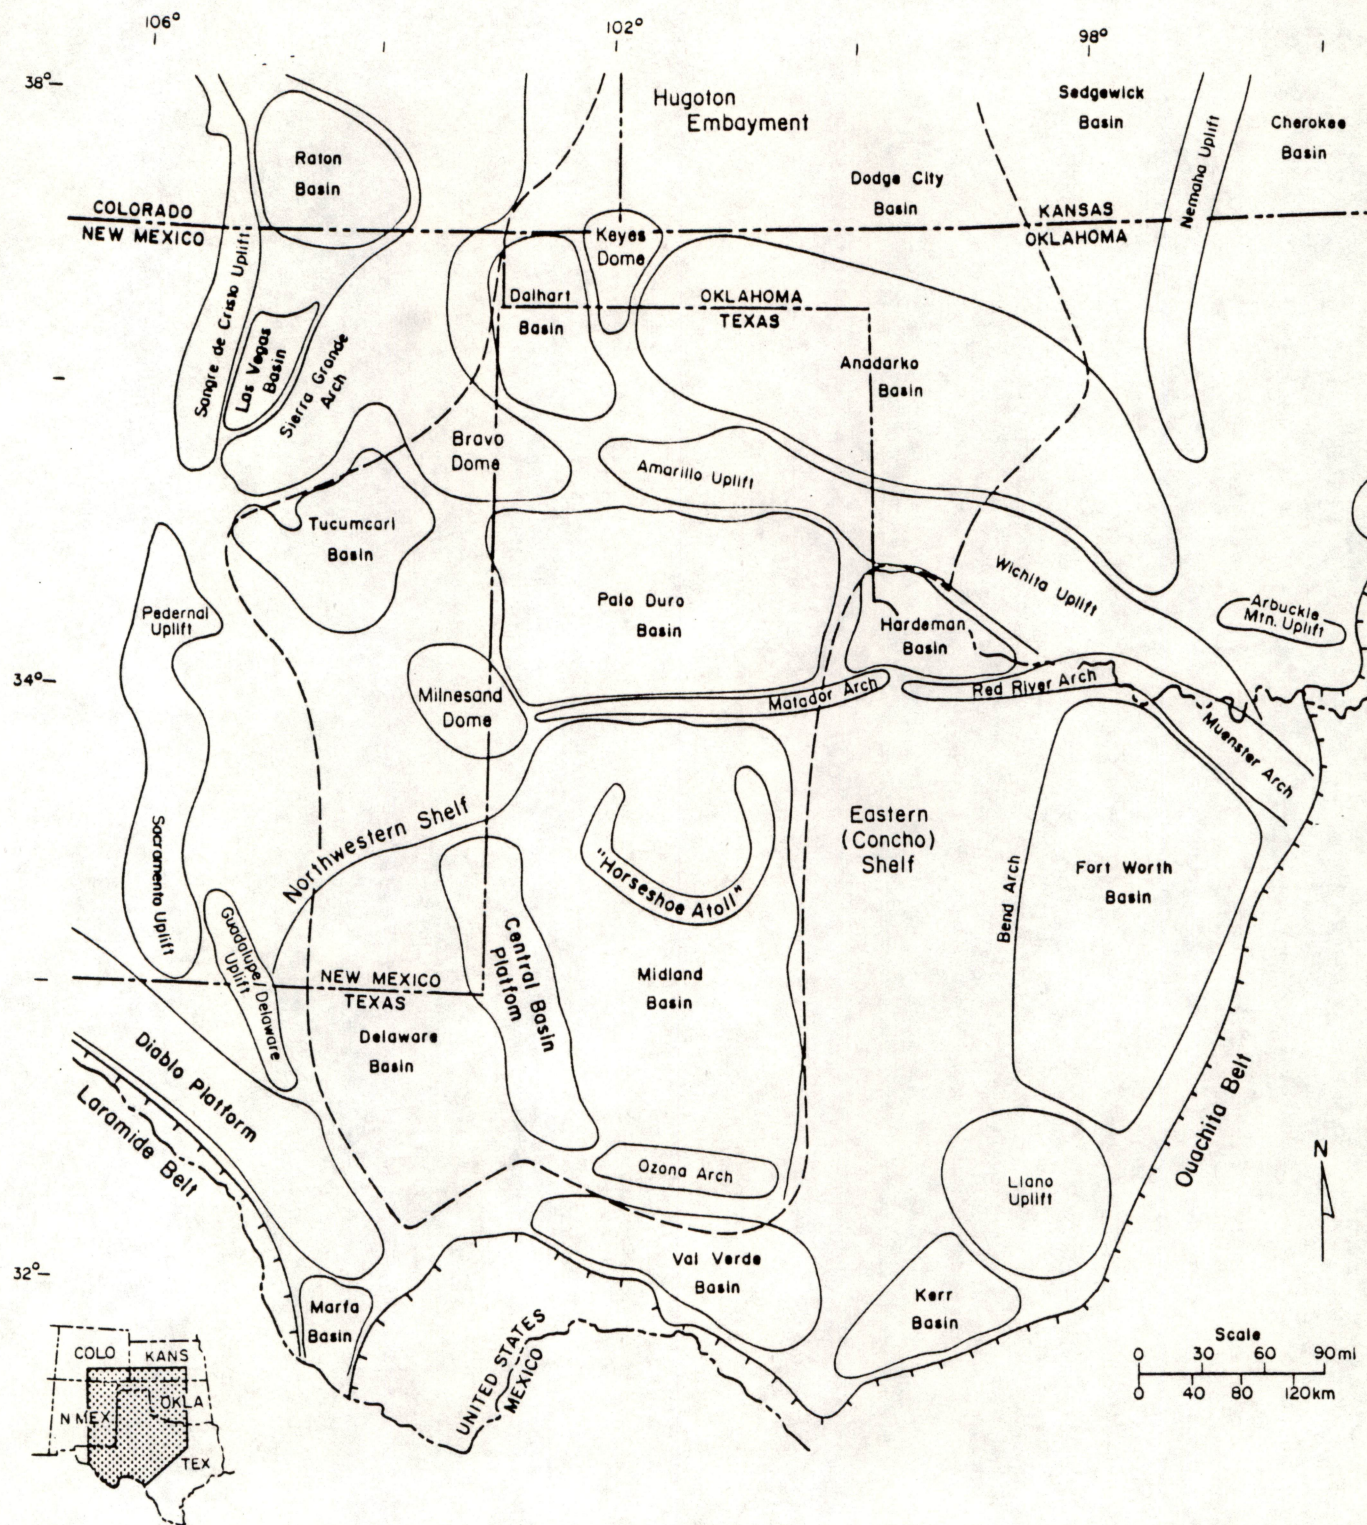 106°
102°
98°
38°
Hugoton
Embayment
Sedgewick
Basin
Nemaha Uplift
Cherokee
Basin
Raton
Basin
Dodge City
Basin
COLORADO
NEW MEXICO
KANSAS
OKLAHOMA
Keyes
Dome
Sangre de Cristo Uplift
Dalhart
Basin
OKLAHOMA
TEXAS
Las Vegas
Basin
Sierra Grande
Arch
Anadarko
Basin
Bravo
Dome
Amarillo Uplift
Tucumcari
Basin
Pedernal
Uplift
Palo Duro
Basin
Wichita Uplift
Hardeman
Basin
Arbuckle
Mtn. Uplift
34°
Milnesand
Dome
Matador Arch
Red River Arch
Muenster Arch
Northwestern Shelf
Eastern
(Concho)
Shelf
Sacramento Uplift
"Horseshoe Atoll"
Bend Arch
Fort Worth
Basin
Guadalupe/Delaware
Uplift
Central Basin
Platfom
NEW MEXICO
TEXAS
Midland
Basin
Delaware
Basin
Diablo Platform
Laramide Belt
Ouachita Belt
Ozona Arch
Llano
Uplift
N
32°
Val Verde
Basin
Marfa
Basin
Kerr
Basin
UNITED STATES
MEXICO
Scale
0 30 60 90 mi
0 40 80 120 km
COLO
KANS
N MEX
OKLA
TEX